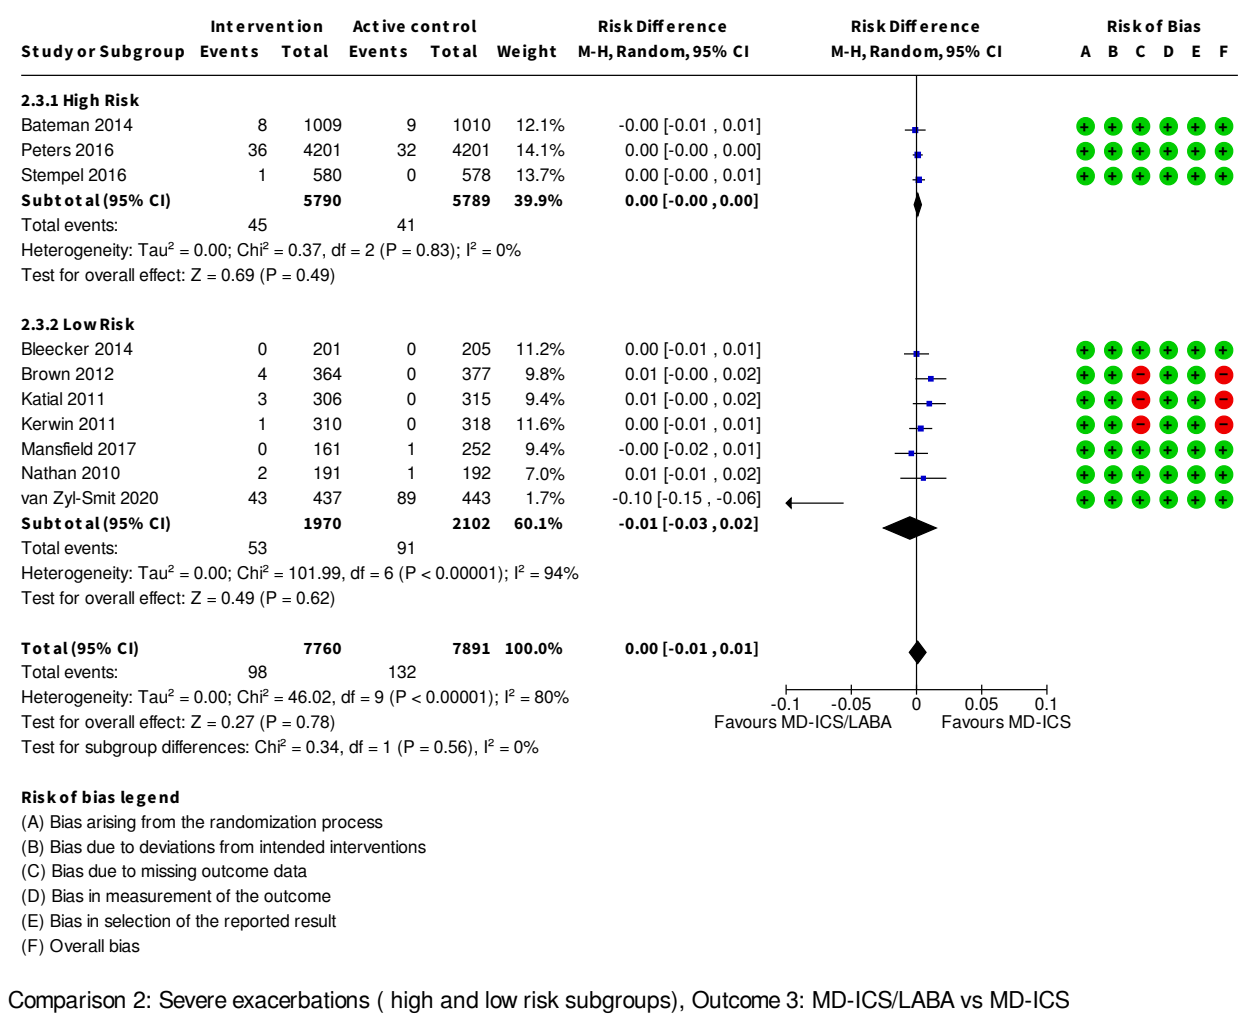 Intervention Active control Risk Difference Risk Difference Risk of Bias
Study or Subgroup Events Total Events Total Weight M-H, Random, 95% CI M-H, Random, 95% CI A B C D E F
2.3.1 High Risk
Bateman 2014 8 1009 9 1010 12.1% -0.00 [-0.01 , 0.01] + + + + + +
Peters 2016 36 4201 32 4201 14.1% 0.00 [-0.00 , 0.00] + + + + + +
Stempel 2016 1 580 0 578 13.7% 0.00 [-0.00 , 0.01] + + + + + +
Subtotal (95% CI) 5790 5789 39.9% 0.00 [-0.00 , 0.00]
Total events: 45 41
Heterogeneity: Tau² = 0.00; Chi² = 0.37, df = 2 (P = 0.83); I² = 0%
Test for overall effect: Z = 0.69 (P = 0.49)
2.3.2 Low Risk
Bleecker 2014 0 201 0 205 11.2% 0.00 [-0.01 , 0.01] + + + + + +
Brown 2012 4 364 0 377 9.8% 0.01 [-0.00 , 0.02] + + − + + −
Katial 2011 3 306 0 315 9.4% 0.01 [-0.00 , 0.02] + + − + + −
Kerwin 2011 1 310 0 318 11.6% 0.00 [-0.01 , 0.01] + + − + + −
Mansfield 2017 0 161 1 252 9.4% -0.00 [-0.02 , 0.01] + + + + + +
Nathan 2010 2 191 1 192 7.0% 0.01 [-0.01 , 0.02] + + + + + +
van Zyl-Smit 2020 43 437 89 443 1.7% -0.10 [-0.15 , -0.06] + + + + + +
Subtotal (95% CI) 1970 2102 60.1% -0.01 [-0.03 , 0.02]
Total events: 53 91
Heterogeneity: Tau² = 0.00; Chi² = 101.99, df = 6 (P < 0.00001); I² = 94%
Test for overall effect: Z = 0.49 (P = 0.62)
Total (95% CI) 7760 7891 100.0% 0.00 [-0.01 , 0.01]
Total events: 98 132
Heterogeneity: Tau² = 0.00; Chi² = 46.02, df = 9 (P < 0.00001); I² = 80%
-0.1 -0.05 0 0.05 0.1
Test for overall effect: Z = 0.27 (P = 0.78) Favours MD-ICS/LABA Favours MD-ICS
Test for subgroup differences: Chi² = 0.34, df = 1 (P = 0.56), I² = 0%
Risk of bias legend
(A) Bias arising from the randomization process
(B) Bias due to deviations from intended interventions
(C) Bias due to missing outcome data
(D) Bias in measurement of the outcome
(E) Bias in selection of the reported result
(F) Overall bias
Comparison 2: Severe exacerbations ( high and low risk subgroups), Outcome 3: MD-ICS/LABA vs MD-ICS